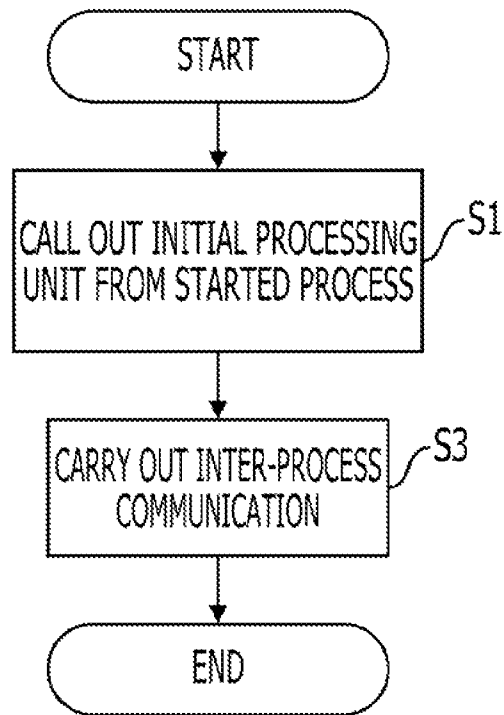 START
CALL OUT INITIAL PROCESSING
UNIT FROM STARTED PROCESS
S1
CARRY OUT INTER-PROCESS
COMMUNICATION
S3
END